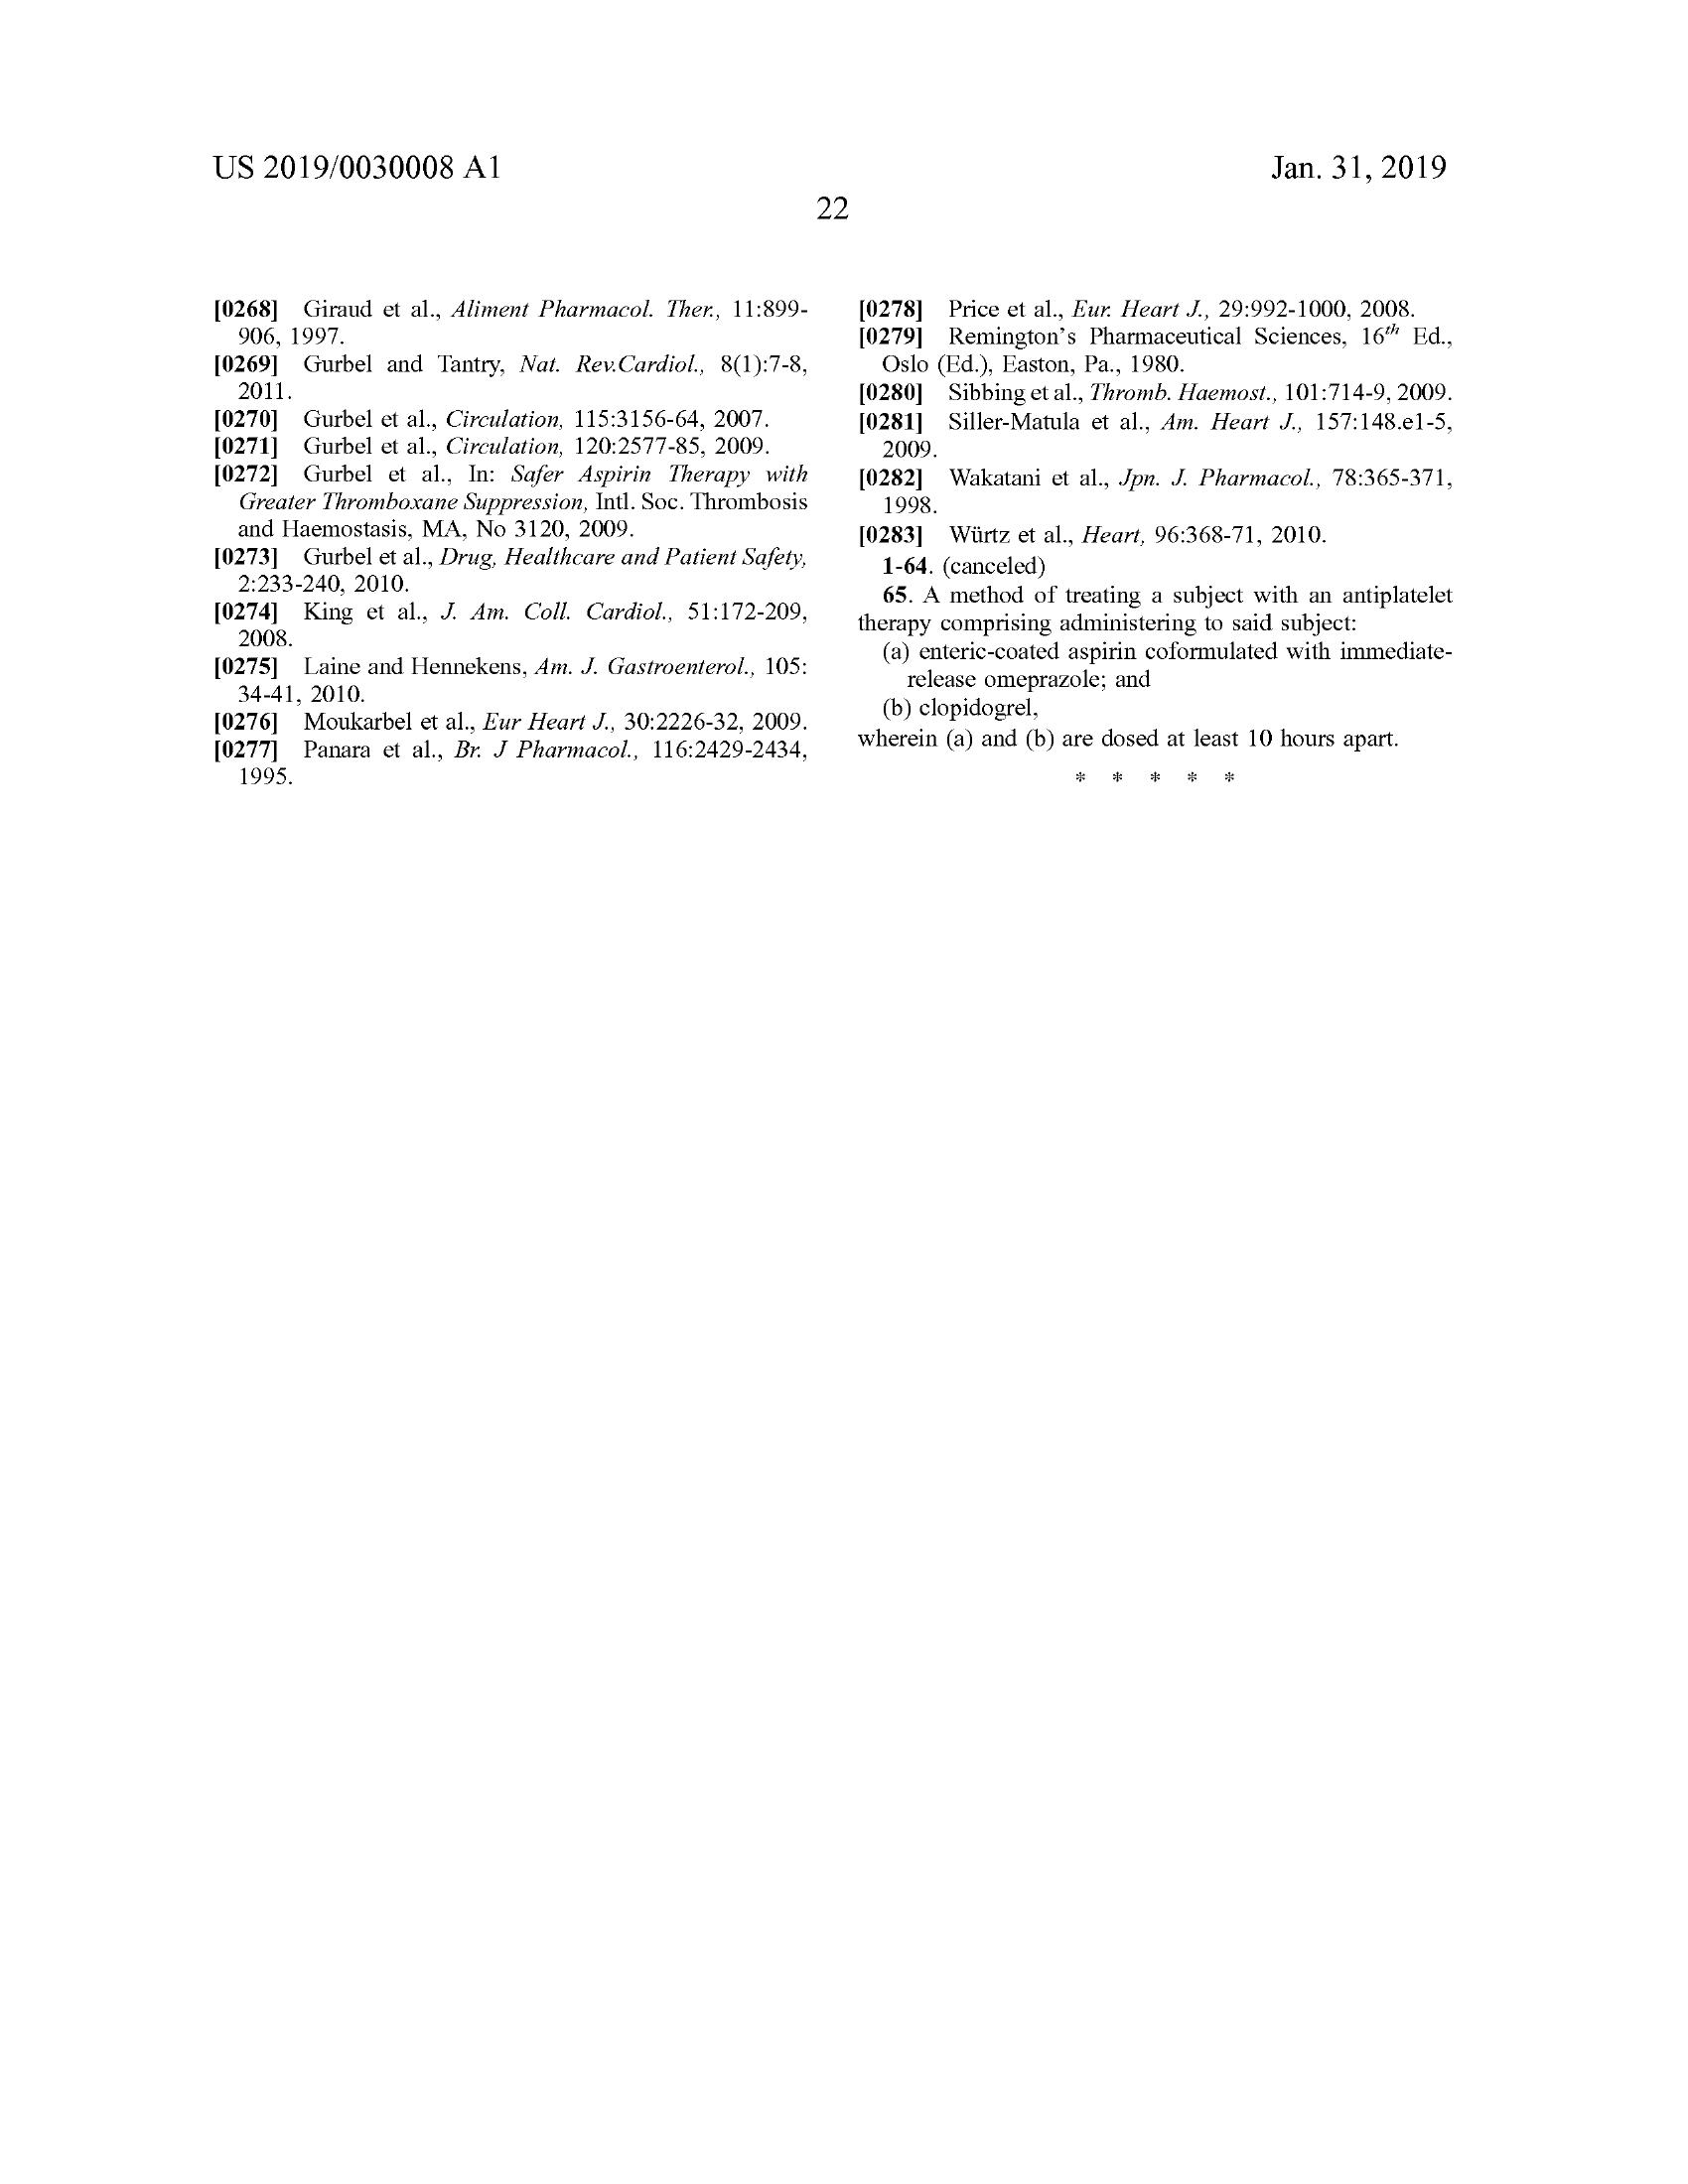 US 2019/0030008 A1
Jan. 31, 2019
22
[0268] Giraud et al., Aliment Pharmacol. Ther., 11:899-
906, 1997.
[0269] Gurbel and Tantry, Nat. Rev.Cardiol., 8(1):7-8,
2011.
[0270] Gurbel et al., Circulation, 115:3156-64, 2007.
[0271] Gurbel et al., Circulation, 120:2577-85, 2009.
[0272] Gurbel et al., In: Safer Aspirin Therapy with
Greater Thromboxane Suppression, Intl. Soc. Thrombosis
and Haemostasis, MA, No 3120, 2009.
[0273] Gurbel et al., Drug, Healthcare and Patient Safety,
2:233-240, 2010.
[0274] King et al., J. Am. Coll. Cardiol., 51:172-209,
2008.
[0275] Laine and Hennekens, Am. J. Gastroenterol., 105:
34-41, 2010.
[0276] Moukarbel et al., Eur Heart J., 30:2226-32, 2009.
[0277] Panara et al., Br. J Pharmacol., 116:2429-2434,
1995.
[0278] Price et al., Eur. Heart J., 29:992-1000, 2008.
[0279] Remington's Pharmaceutical Sciences, 16th Ed.,
Oslo (Ed.), Easton, Pa., 1980.
[0280] Sibbing et al., Thromb. Haemost., 101:714-9, 2009.
[0281] Siller-Matula et al., Am. Heart J., 157:148.e1-5,
2009.
[0282] Wakatani et al., Jpn. J. Pharmacol., 78:365-371,
1998.
[0283] Würtz et al., Heart, 96:368-71, 2010.
1-64. (canceled)
65. A method of treating a subject with an antiplatelet
therapy comprising administering to said subject:
(a) enteric-coated aspirin coformulated with immediate-
release omeprazole; and
(b) clopidogrel,
wherein (a) and (b) are dosed at least 10 hours apart.
* * * * *